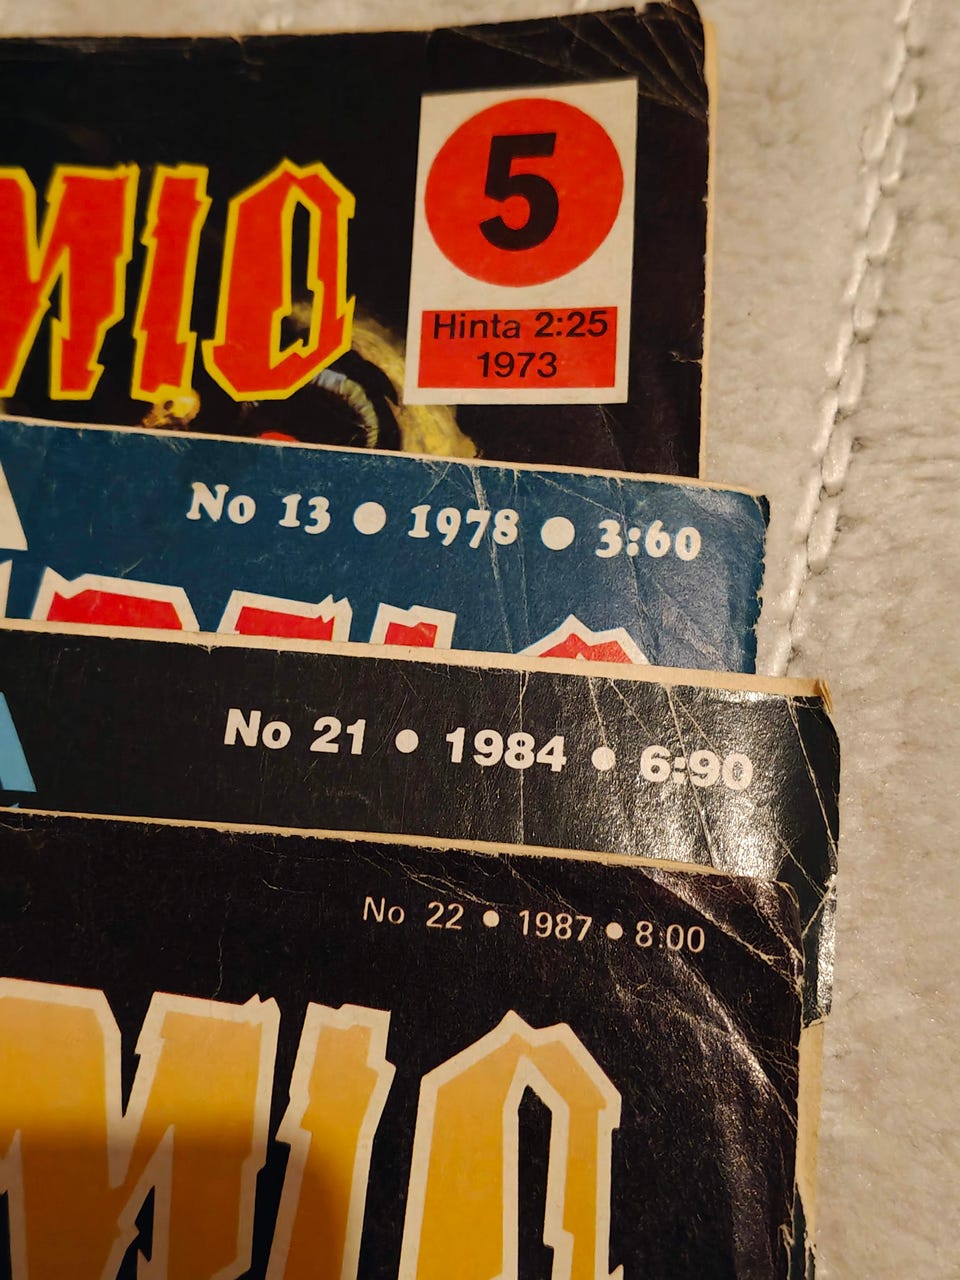 MIO
5
Hinta 2:25
1973
No 13 ● 1978 ● 3:60
No 21 ● 1984 ● 6:90
No 22 ● 1987 ● 8:00
MIO